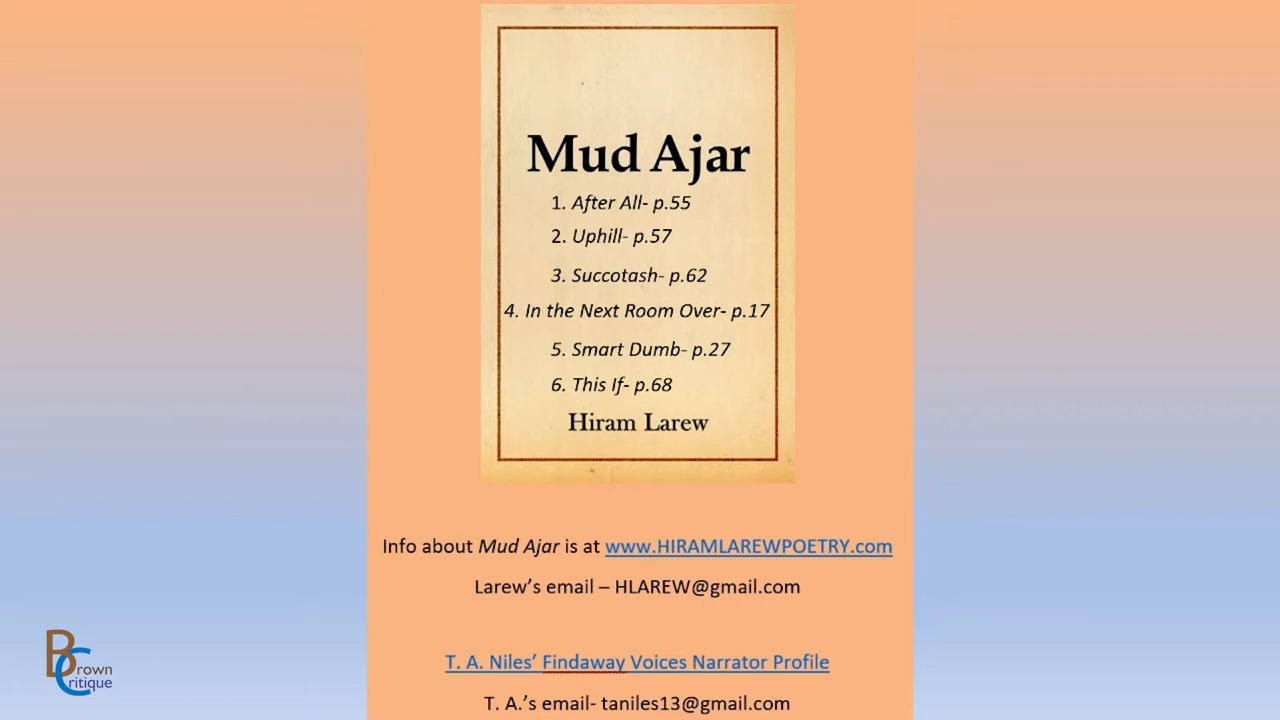 Mud Ajar
1. After All- p.55
2. Uphill- p.57
3. Succotash- p.62
4. In the Next Room Over- p.17
5. Smart Dumb- p.27
6. This If- p.68
Hiram Larew
Info about Mud Ajar is at www.HIRAMLAREWPOETRY.com
Larew's email – HLAREW@gmail.com
T. A. Niles' Findaway Voices Narrator Profile
T. A.'s email- taniles13@gmail.com
Brown
Critique